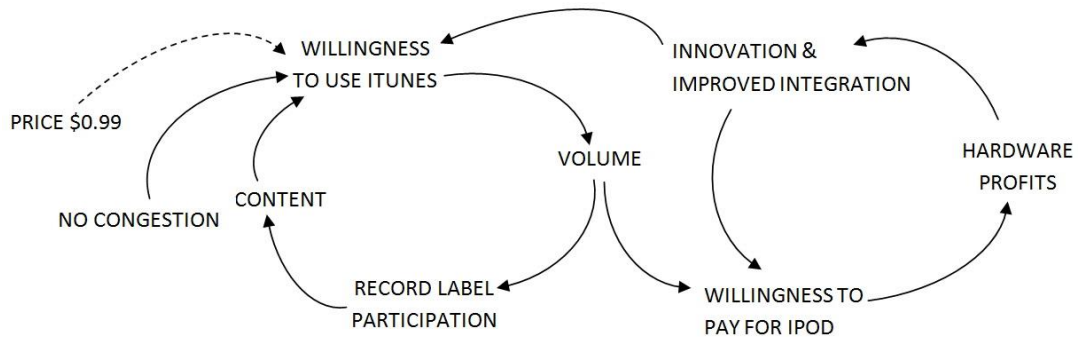 WILLINGNESS
TO USE ITUNES
INNOVATION &
IMPROVED INTEGRATION
PRICE $0.99
VOLUME
HARDWARE
PROFITS
CONTENT
NO CONGESTION
RECORD LABEL
PARTICIPATION
WILLINGNESS TO
PAY FOR IPOD